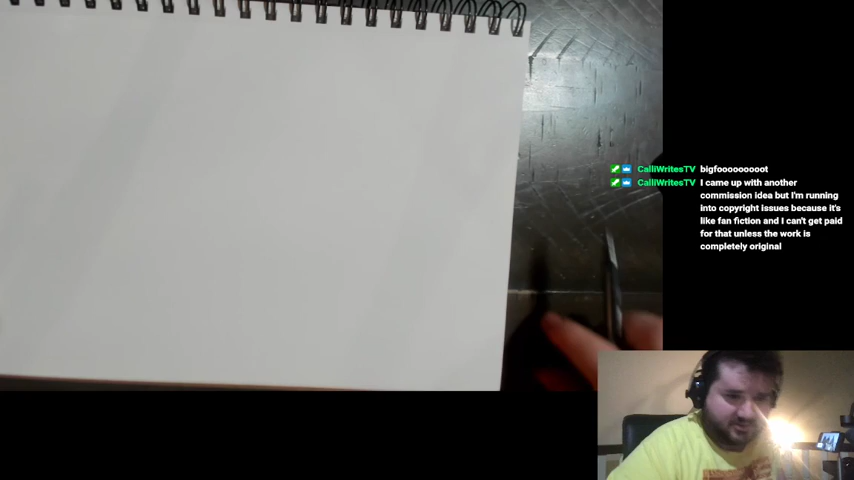 CalliWritesTV bigfooooooooot
CalliWritesTV I came up with another
commission idea but I'm running
into copyright issues because it's
like fan fiction and I can't get paid
for that unless the work is
completely original